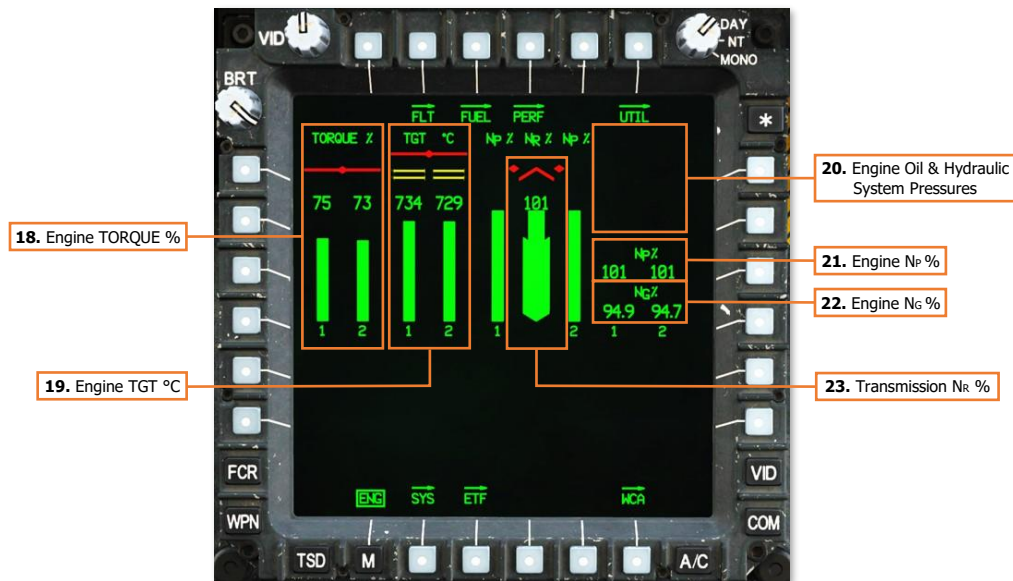 VID
DAY
NT
MONO
BRT
FLT FUEL PERF UTIL
*
TORQUE % TGT °C NP % NR % NP %
75 73 734 729 101
20. Engine Oil & Hydraulic
System Pressures
18. Engine TORQUE %
NP%
101 101
21. Engine NP %
NG%
94.9 94.7
22. Engine NG %
1 2 1 2 1 2 1 2
19. Engine TGT °C
23. Transmission NR %
FCR VID
ENG SYS ETF WCA
WPN COM
TSD M A/C